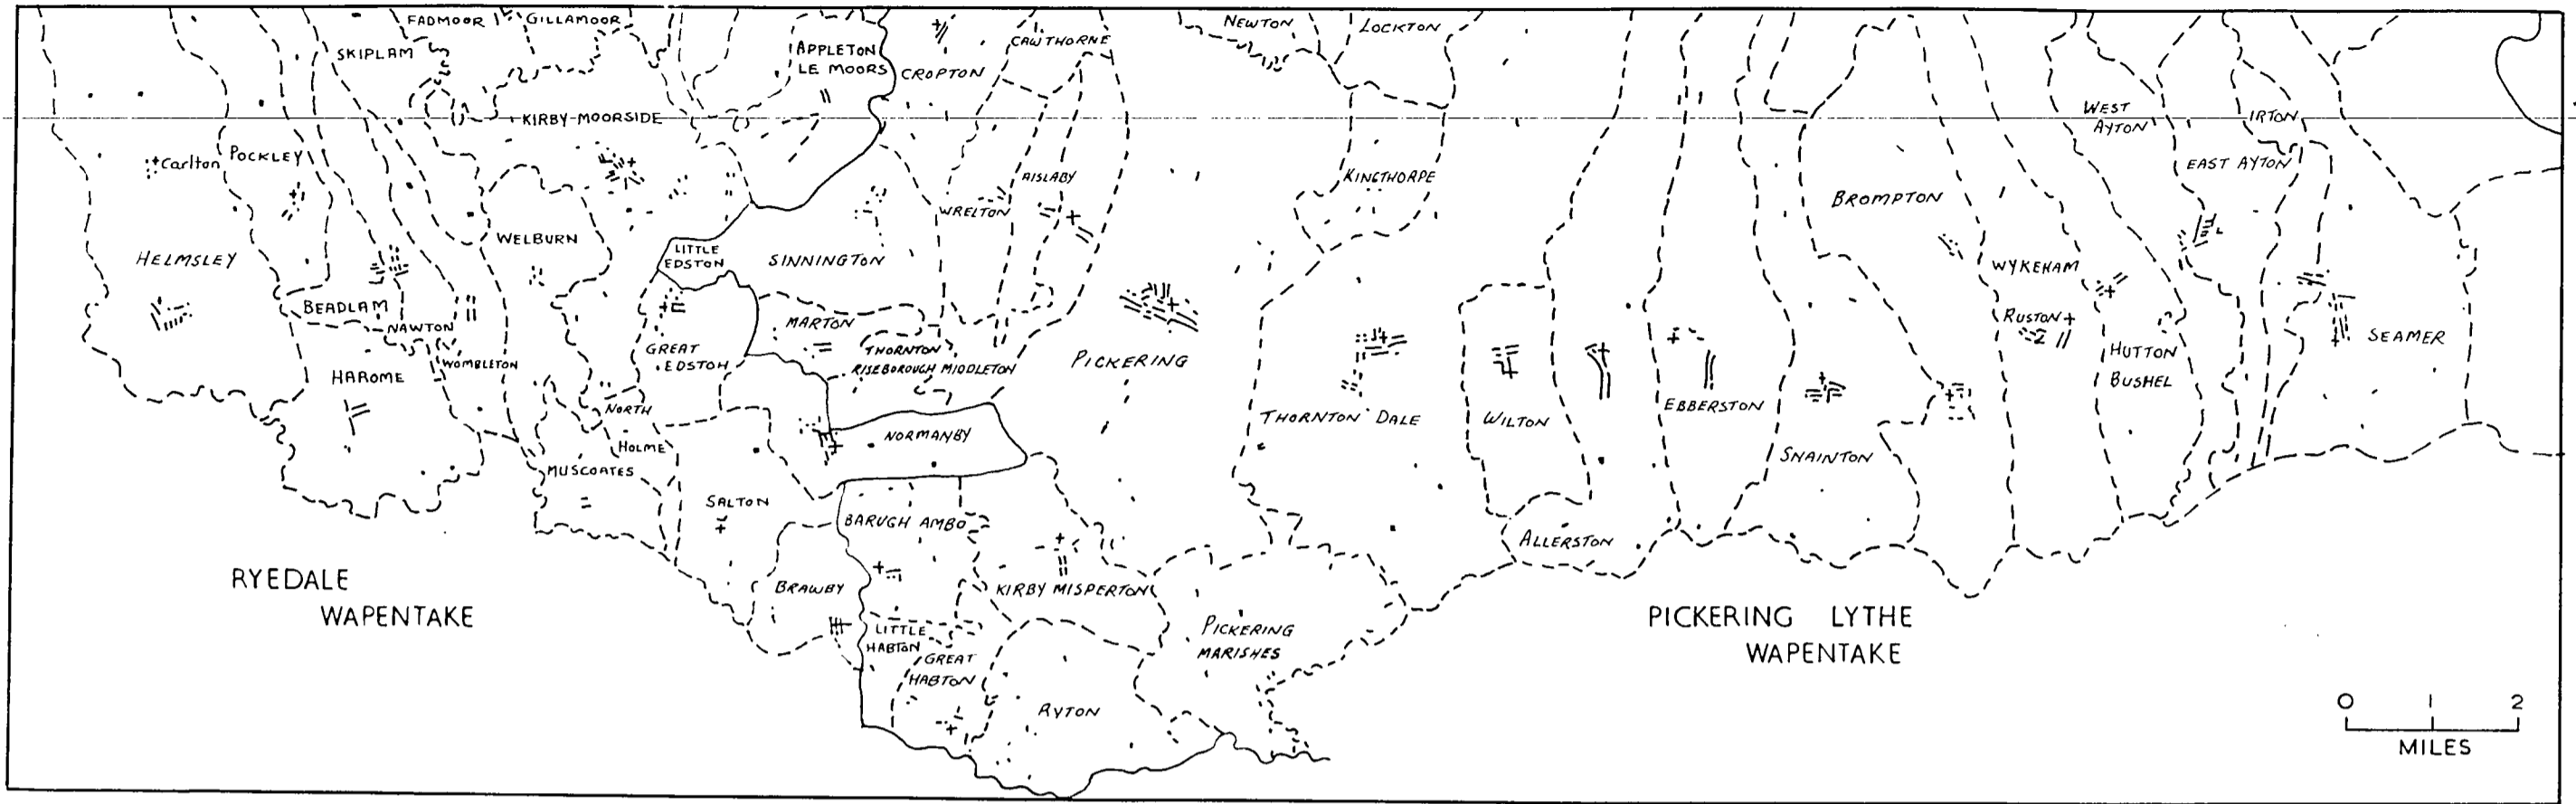 FADMOOR
GILLAMOOR
SKIPLAM
APPLETON
LE MOORS
CROPTON
CAWTHORNE
NEWTON
LOCKTON
KIRBY-MOORSIDE
WEST
AYTON
IRTON
Carlton
POCKLEY
AISLABY
KINGTHORPE
EAST AYTON
BROMPTON
WRELTON
WELBURN
HELMSLEY
LITTLE
EDSTON
SINNINGTON
WYKEHAM
BEADLAM
NAWTON
MARTON
RUSTON
SEAMER
GREAT
EDSTON
THORNTON
RISEBOROUGH
MIDDLETON
PICKERING
HUTTON
BUSHEL
WOMBLETON
HAROME
NORTH
HOLME
NORMANBY
THORNTON DALE
WILTON
EBBERSTON
SNAINTON
MUSCOATES
SALTON
BARUGH AMBO
ALLERSTON
BRAWBY
KIRBY MISPERTON
LITTLE
HABTON
GREAT
HABTON
PICKERING
MARISHES
RYTON
RYEDALE
WAPENTAKE
PICKERING LYTHE
WAPENTAKE
0 1 2
MILES